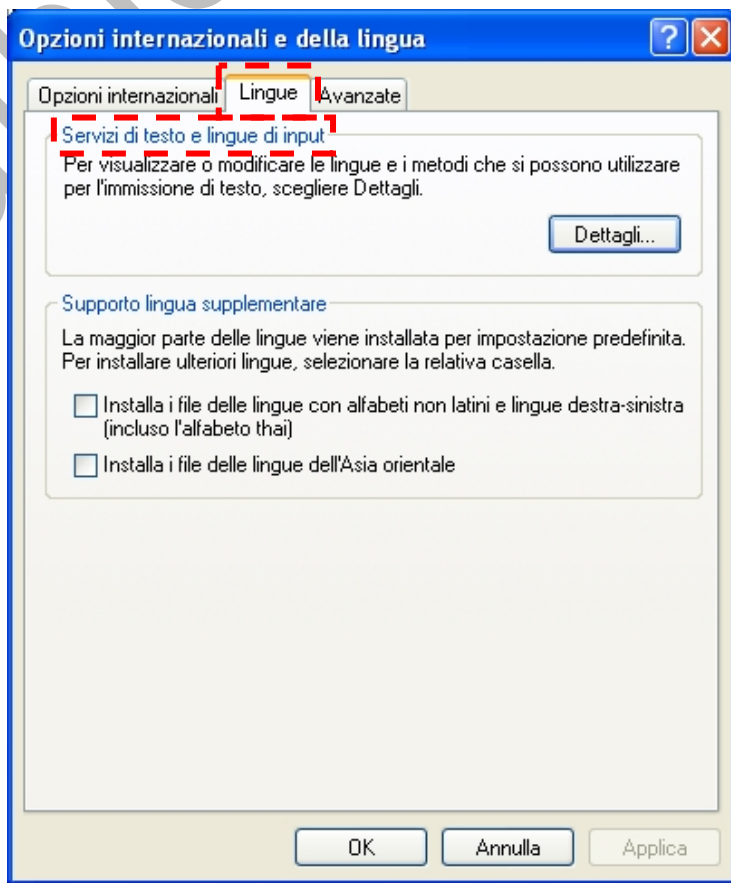 Opzioni internazionali e della lingua
Opzioni internazionali Lingue Avanzate
Servizi di testo e lingue di input
Per visualizzare o modificare le lingue e i metodi che si possono utilizzare
per l'immissione di testo, scegliere Dettagli.
Dettagli...
Supporto lingua supplementare
La maggior parte delle lingue viene installata per impostazione predefinita.
Per installare ulteriori lingue, selezionare la relativa casella.
Installa i file delle lingue con alfabeti non latini e lingue destra-sinistra
(incluso l'alfabeto thai)
Installa i file delle lingue dell'Asia orientale
OK Annulla Applica